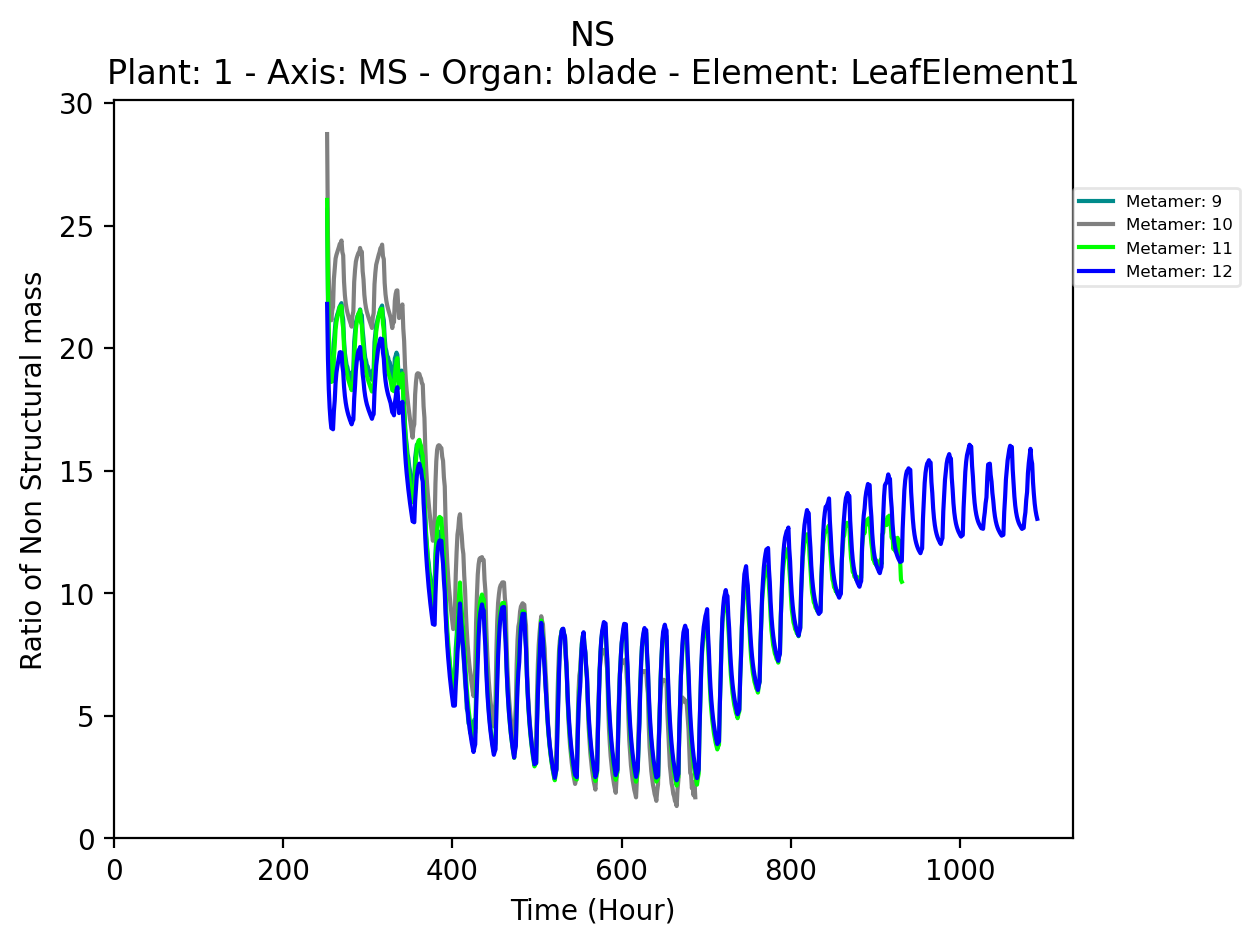 NS
Plant: 1 - Axis: MS - Organ: blade - Element: LeafElement1
30
25
20
15
10
5
0
Ratio of Non Structural mass
0 200 400 600 800 1000
Time (Hour)
Metamer: 9
Metamer: 10
Metamer: 11
Metamer: 12